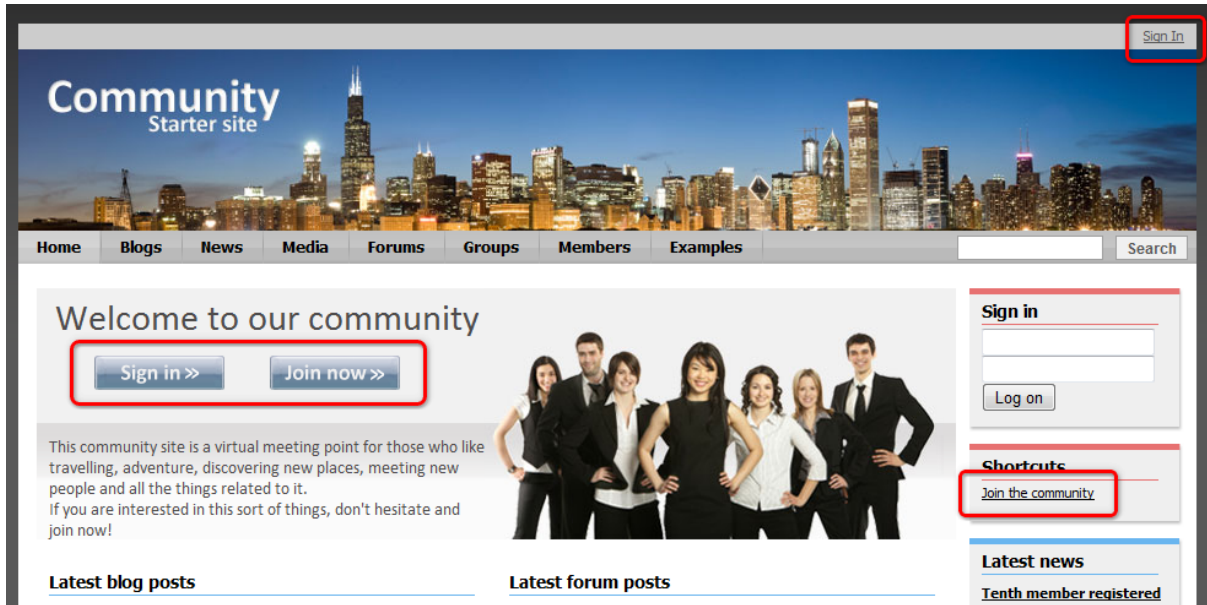 Sign In
Community
Starter site
Home Blogs News Media Forums Groups Members Examples Search
Welcome to our community
Sign in »
Join now »
This community site is a virtual meeting point for those who like
travelling, adventure, discovering new places, meeting new
people and all the things related to it.
If you are interested in this sort of things, don't hesitate and
join now!
Latest blog posts
Latest forum posts
Sign in
Log on
Shortcuts
Join the community
Latest news
Tenth member registered